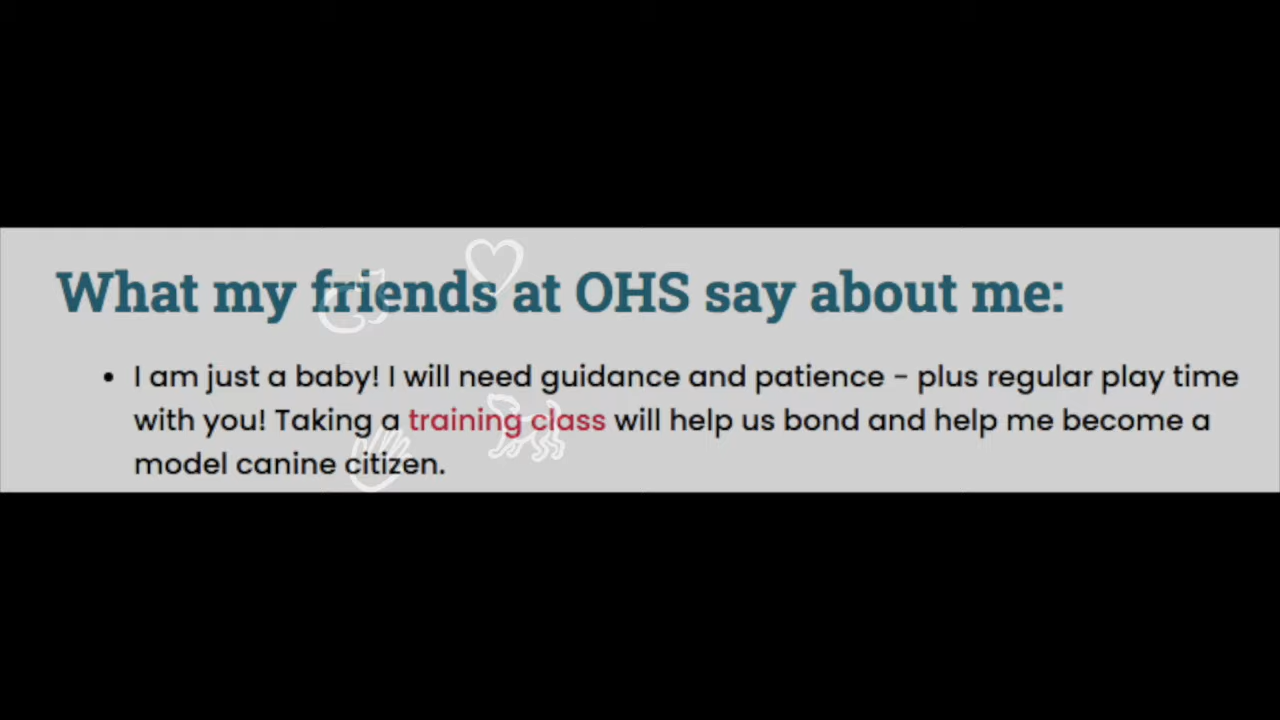 What my friends at OHS say about me:
• I am just a baby! I will need guidance and patience - plus regular play time
with you! Taking a training class will help us bond and help me become a
model canine citizen.